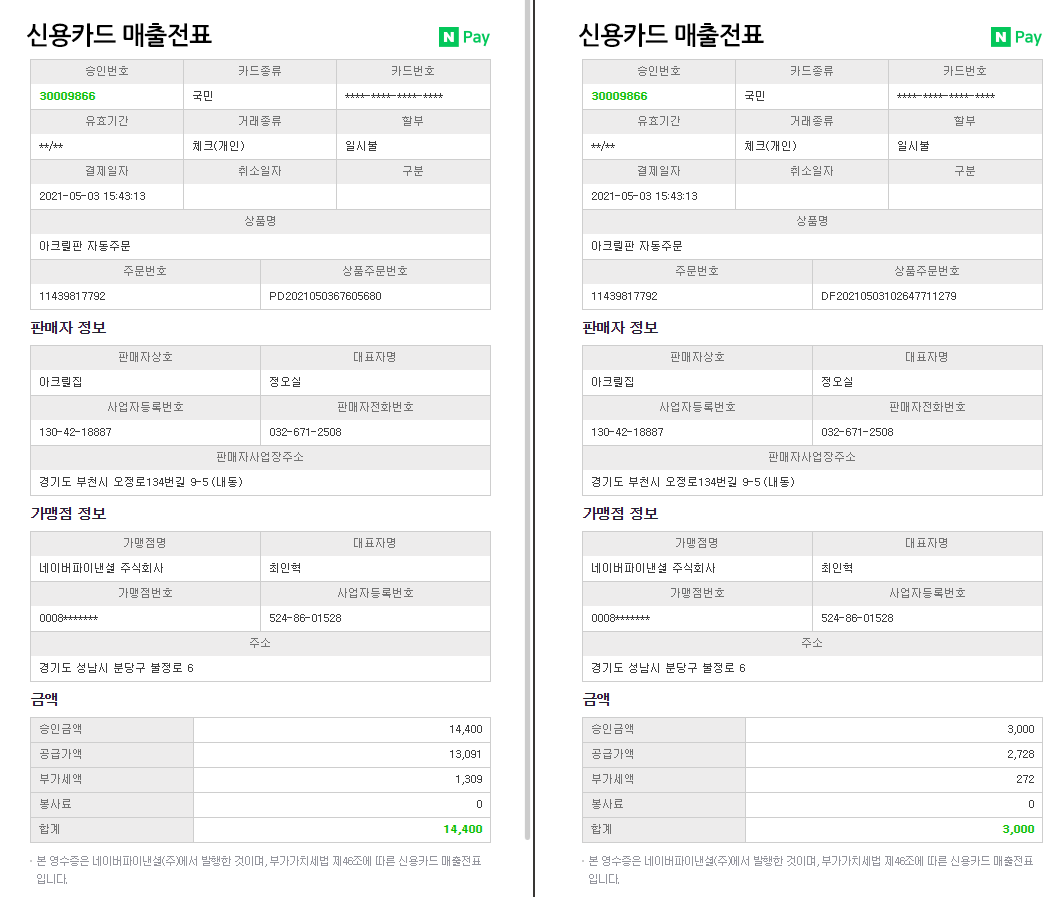 신용카드 매출전표
N Pay
승인번호 카드종류 카드번호
30009866 국민 ****-****-****-****
유효기간 거래종류 할부
**/** 체크(개인) 일시불
결제일자 취소일자 구분
2021-05-03 15:43:13
상품명
아크릴판 자동주문
주문번호 상품주문번호
11439817792 PD2021050367605680
판매자 정보
판매자상호 대표자명
아크릴집 정오실
사업자등록번호 판매자전화번호
130-42-18887 032-671-2508
판매자사업장주소
경기도 부천시 오정로134번길 9-5 (내동)
가맹점 정보
가맹점명 대표자명
네이버파이낸셜 주식회사 최인혁
가맹점번호 사업자등록번호
0008******* 524-86-01528
주소
경기도 성남시 분당구 불정로 6
금액
승인금액 14,400
공급가액 13,091
부가세액 1,309
봉사료 0
합계 14,400
· 본 영수증은 네이버파이낸셜(주)에서 발행한 것이며, 부가가치세법 제46조에 따른 신용카드 매출전표
입니다.
신용카드 매출전표
N Pay
승인번호 카드종류 카드번호
30009866 국민 ****-****-****-****
유효기간 거래종류 할부
**/** 체크(개인) 일시불
결제일자 취소일자 구분
2021-05-03 15:43:13
상품명
아크릴판 자동주문
주문번호 상품주문번호
11439817792 DF20210503102647711279
판매자 정보
판매자상호 대표자명
아크릴집 정오실
사업자등록번호 판매자전화번호
130-42-18887 032-671-2508
판매자사업장주소
경기도 부천시 오정로134번길 9-5 (내동)
가맹점 정보
가맹점명 대표자명
네이버파이낸셜 주식회사 최인혁
가맹점번호 사업자등록번호
0008******* 524-86-01528
주소
경기도 성남시 분당구 불정로 6
금액
승인금액 3,000
공급가액 2,728
부가세액 272
봉사료 0
합계 3,000
· 본 영수증은 네이버파이낸셜(주)에서 발행한 것이며, 부가가치세법 제46조에 따른 신용카드 매출전표
입니다.